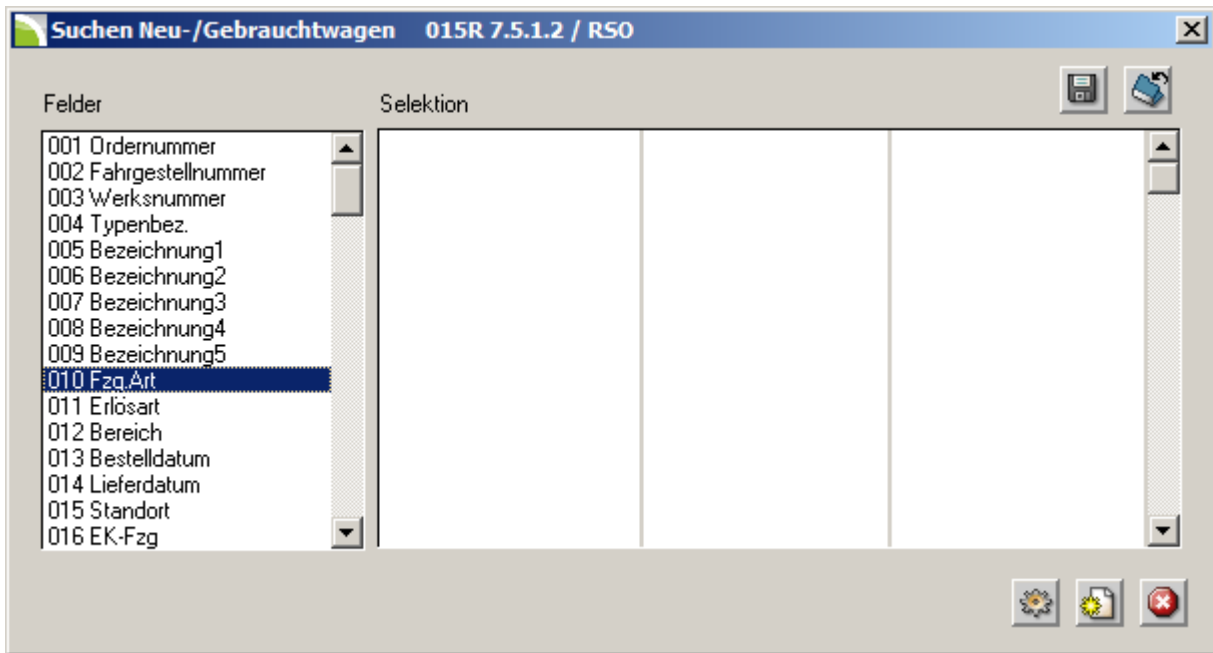 Suchen Neu-/Gebrauchtwagen 015R 7.5.1.2 / RSO
Felder
Selektion
001 Ordernummer
002 Fahrgestellnummer
003 Werksnummer
004 Typenbez.
005 Bezeichnung1
006 Bezeichnung2
007 Bezeichnung3
008 Bezeichnung4
009 Bezeichnung5
010 Fzg.Art
011 Erlösart
012 Bereich
013 Bestelldatum
014 Lieferdatum
015 Standort
016 EK-Fzg